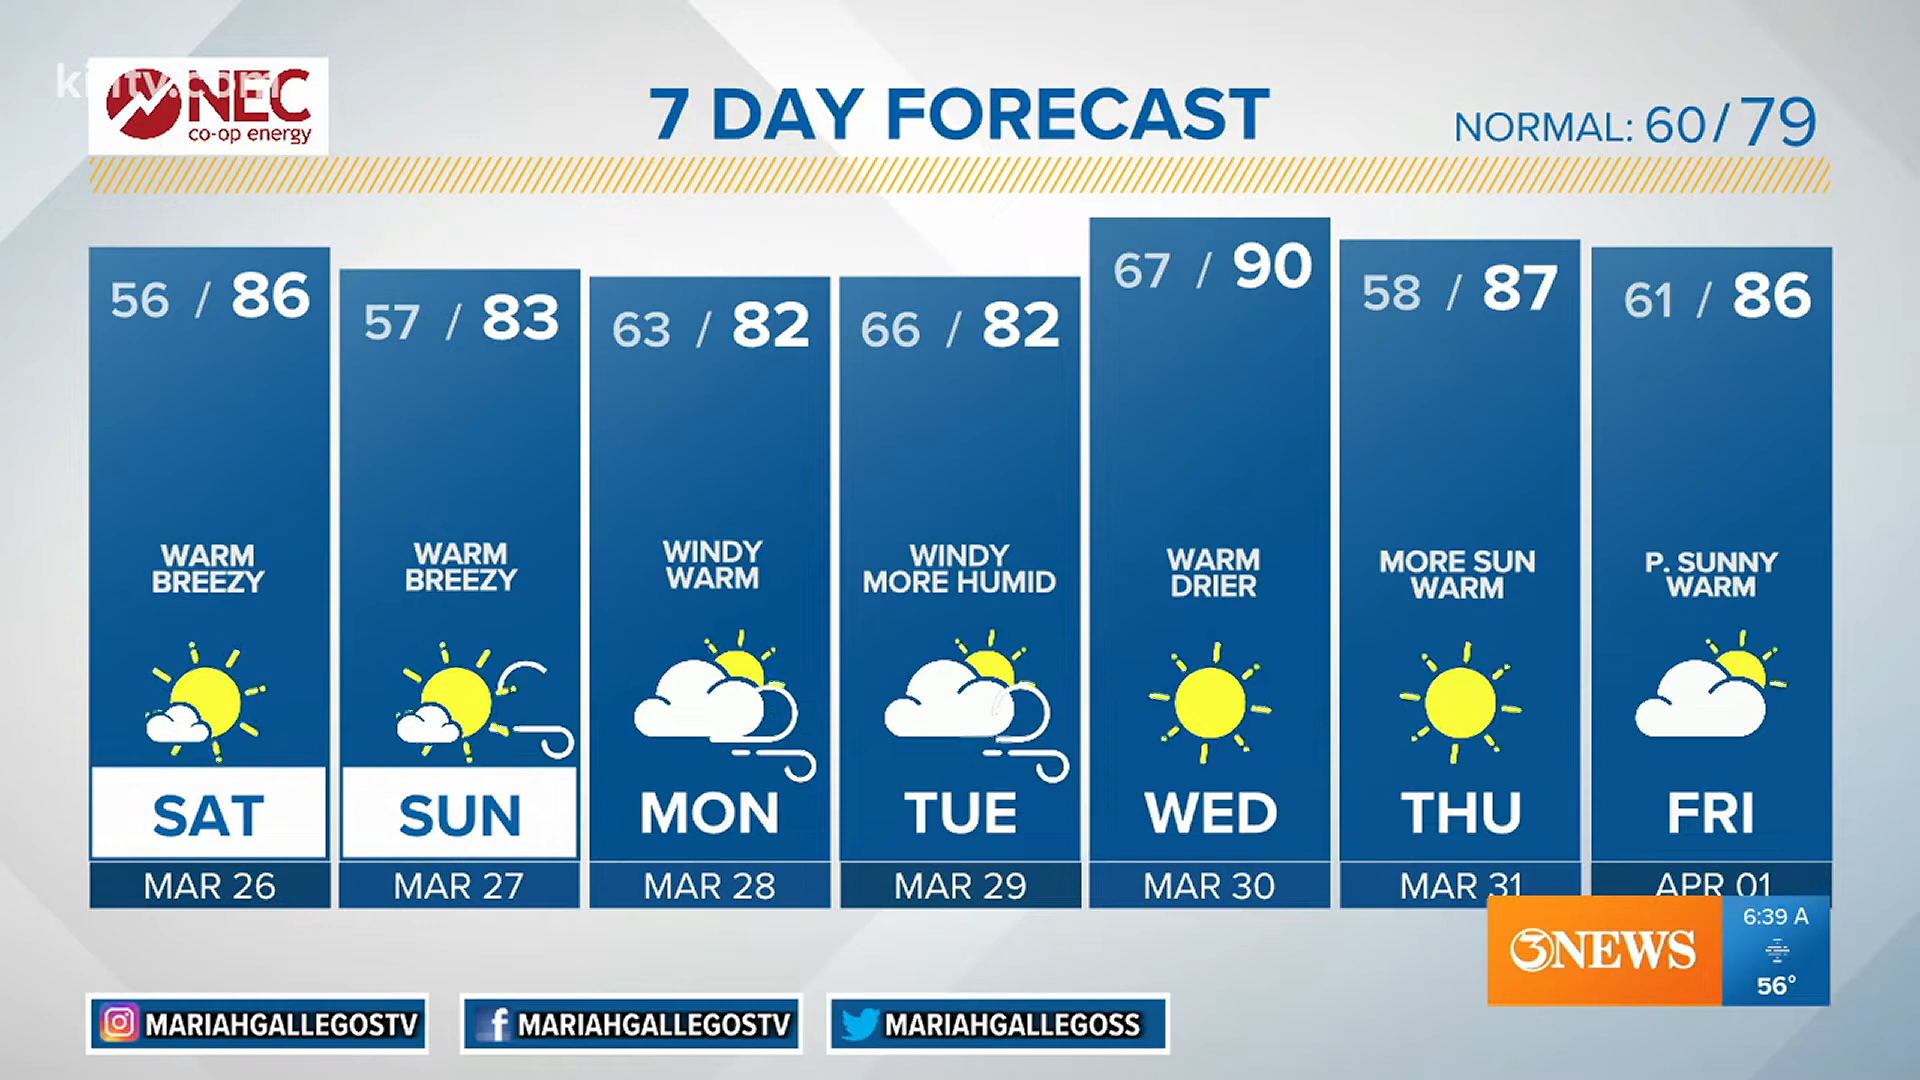 kiiitv.com
NEC
co-op energy
7 DAY FORECAST
NORMAL: 60/79
56 / 86
WARM
BREEZY
SAT
MAR 26
57 / 83
WARM
BREEZY
SUN
MAR 27
63 / 82
WINDY
WARM
MON
MAR 28
66 / 82
WINDY
MORE HUMID
TUE
MAR 29
67 / 90
WARM
DRIER
WED
MAR 30
58 / 87
MORE SUN
WARM
THU
MAR 31
61 / 86
P. SUNNY
WARM
FRI
APR 01
3NEWS
6:39 A
56°
MARIAHGALLEGOSTV
MARIAHGALLEGOSTV
MARIAHGALLEGOSS